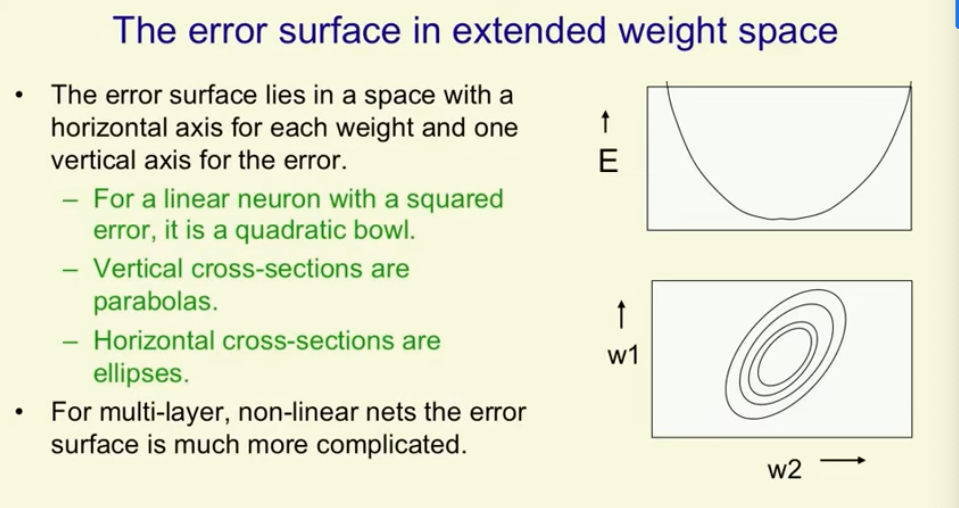 The error surface in extended weight space
• The error surface lies in a space with a
horizontal axis for each weight and one
vertical axis for the error.
– For a linear neuron with a squared
error, it is a quadratic bowl.
– Vertical cross-sections are
parabolas.
– Horizontal cross-sections are
ellipses.
• For multi-layer, non-linear nets the error
surface is much more complicated.
E
w1
w2